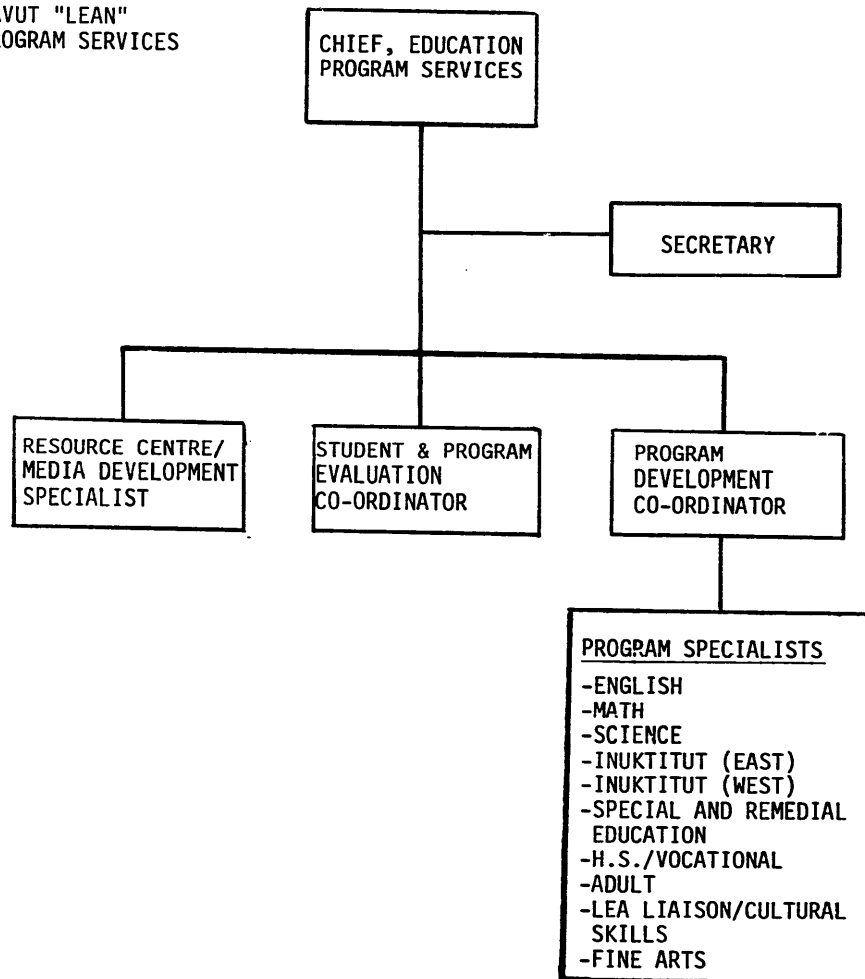 AVUT "LEAN"
OGRAM SERVICES
CHIEF, EDUCATION
PROGRAM SERVICES
SECRETARY
RESOURCE CENTRE/
MEDIA DEVELOPMENT
SPECIALIST
STUDENT & PROGRAM
EVALUATION
CO-ORDINATOR
PROGRAM
DEVELOPMENT
CO-ORDINATOR
PROGRAM SPECIALISTS
-ENGLISH
-MATH
-SCIENCE
-INUKTITUT (EAST)
-INUKTITUT (WEST)
-SPECIAL AND REMEDIAL
EDUCATION
-H.S./VOCATIONAL
-ADULT
-LEA LIAISON/CULTURAL
SKILLS
-FINE ARTS